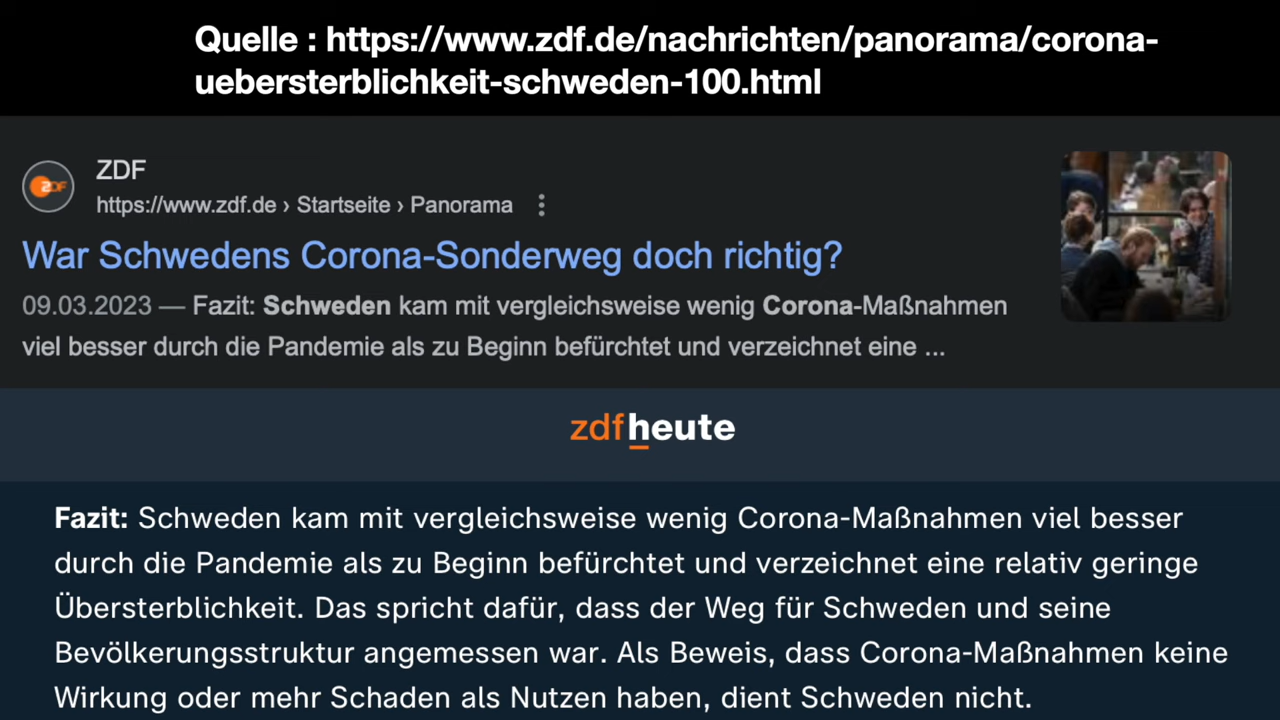 Quelle : https://www.zdf.de/nachrichten/panorama/corona-
uebersterblichkeit-schweden-100.html
ZDF
ZDF
https://www.zdf.de › Startseite › Panorama
War Schwedens Corona-Sonderweg doch richtig?
09.03.2023 — Fazit: Schweden kam mit vergleichsweise wenig Corona-Maßnahmen
viel besser durch die Pandemie als zu Beginn befürchtet und verzeichnet eine ...
zdfheute
Fazit: Schweden kam mit vergleichsweise wenig Corona-Maßnahmen viel besser
durch die Pandemie als zu Beginn befürchtet und verzeichnet eine relativ geringe
Übersterblichkeit. Das spricht dafür, dass der Weg für Schweden und seine
Bevölkerungsstruktur angemessen war. Als Beweis, dass Corona-Maßnahmen keine
Wirkung oder mehr Schaden als Nutzen haben, dient Schweden nicht.